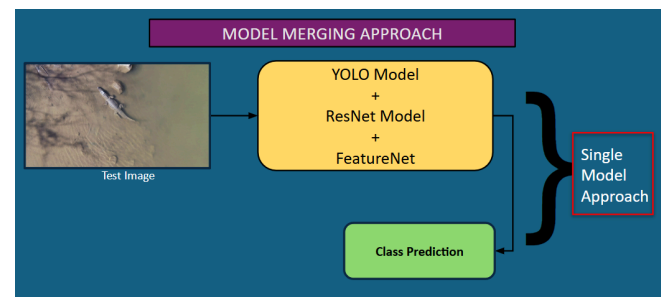 MODEL MERGING APPROACH
Test Image
YOLO Model
+
ResNet Model
+
FeatureNet
Class Prediction
Single
Model
Approach